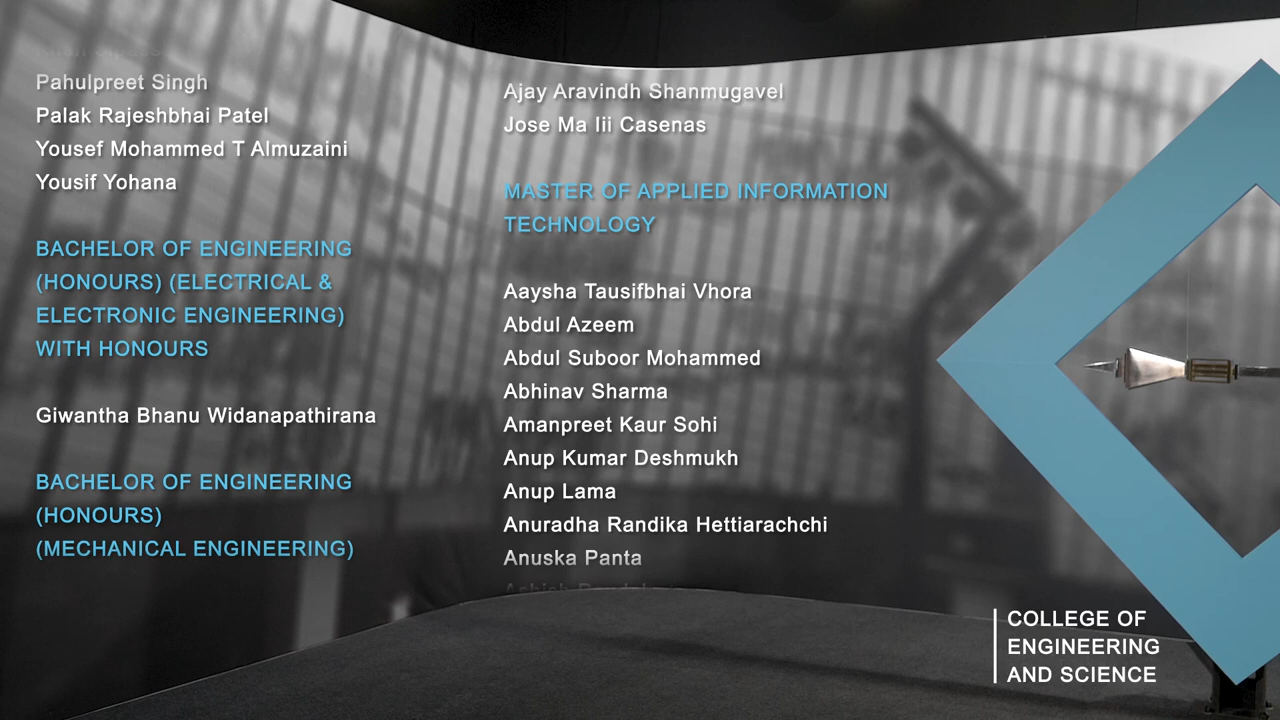 Pahulpreet Singh
Palak Rajeshbhai Patel
Yousef Mohammed T Almuzaini
Yousif Yohana
BACHELOR OF ENGINEERING
(HONOURS) (ELECTRICAL &
ELECTRONIC ENGINEERING)
WITH HONOURS
Giwantha Bhanu Widanapathirana
BACHELOR OF ENGINEERING
(HONOURS)
(MECHANICAL ENGINEERING)
Ajay Aravindh Shanmugavel
Jose Ma Iii Casenas
MASTER OF APPLIED INFORMATION
TECHNOLOGY
Aaysha Tausifbhai Vhora
Abdul Azeem
Abdul Suboor Mohammed
Abhinav Sharma
Amanpreet Kaur Sohi
Anup Kumar Deshmukh
Anup Lama
Anuradha Randika Hettiarachchi
Anuska Panta
COLLEGE OF
ENGINEERING
AND SCIENCE